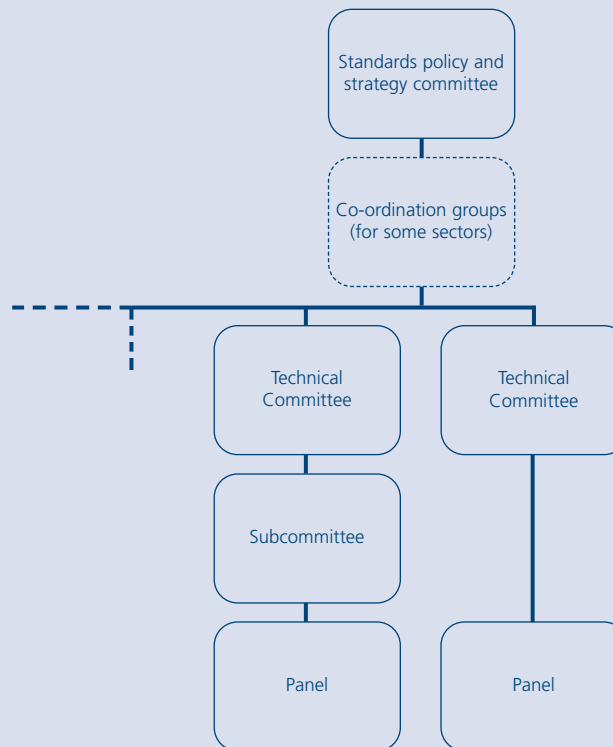 Standards policy and
strategy committee
Co-ordination groups
(for some sectors)
Technical
Committee
Technical
Committee
Subcommittee
Panel
Panel